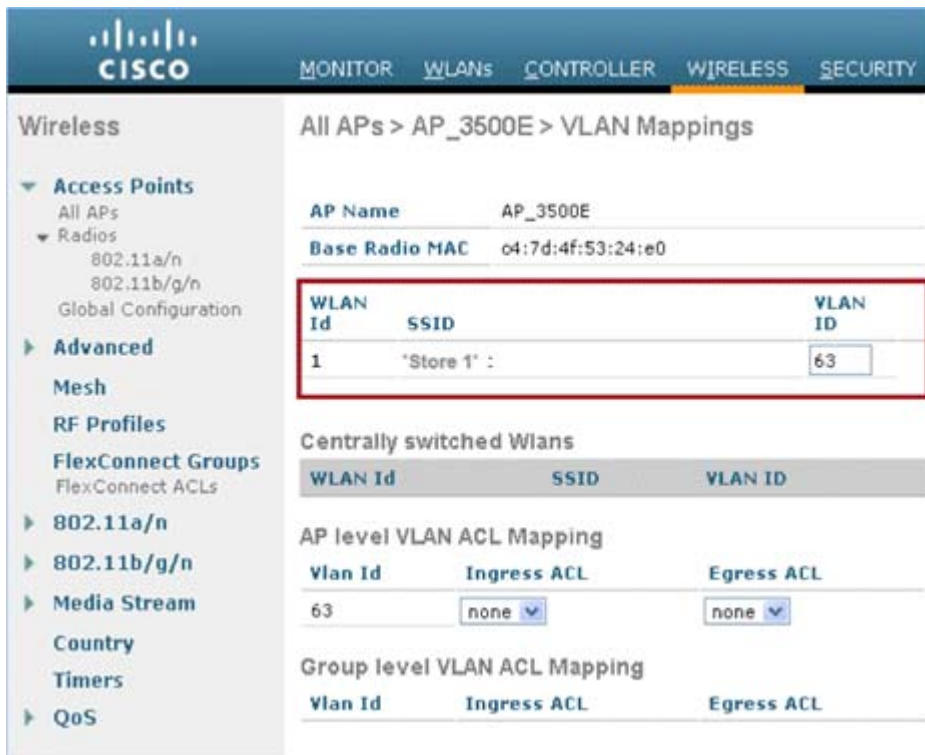 CISCO
MONITOR WLANs CONTROLLER WIRELESS SECURITY
Wireless
Access Points
All APs
Radios
802.11a/n
802.11b/g/n
Global Configuration
Advanced
Mesh
RF Profiles
FlexConnect Groups
FlexConnect ACLs
802.11a/n
802.11b/g/n
Media Stream
Country
Timers
QoS
All APs > AP_3500E > VLAN Mappings
AP Name AP_3500E
Base Radio MAC c4:7d:4f:53:24:e0
WLAN Id SSID VLAN ID
1 "Store 1" : 63
Centrally switched Wlans
WLAN Id SSID VLAN ID
AP level VLAN ACL Mapping
Vlan Id Ingress ACL Egress ACL
63 none none
Group level VLAN ACL Mapping
Vlan Id Ingress ACL Egress ACL